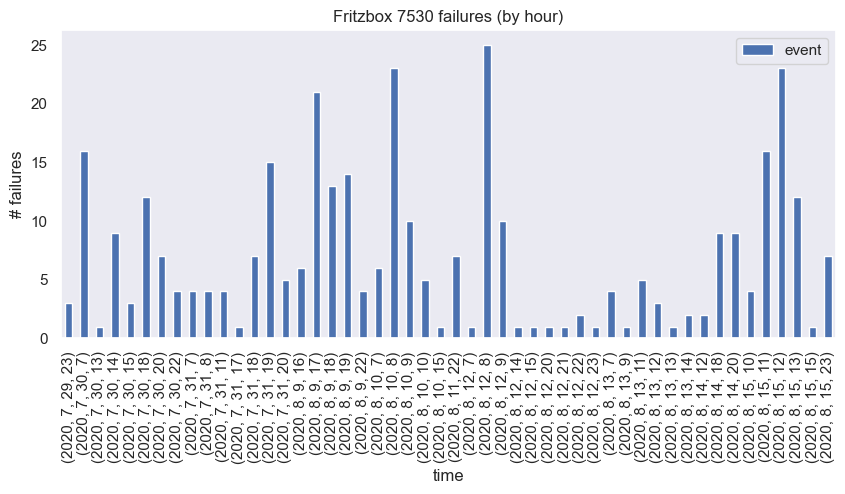 Fritzbox 7530 failures (by hour)
event
# failures
25
20
15
10
5
0
(2020, 7, 29, 23)
(2020, 7, 30, 7)
(2020, 7, 30, 13)
(2020, 7, 30, 14)
(2020, 7, 30, 15)
(2020, 7, 30, 18)
(2020, 7, 30, 20)
(2020, 7, 30, 22)
(2020, 7, 31, 7)
(2020, 7, 31, 8)
(2020, 7, 31, 11)
(2020, 7, 31, 17)
(2020, 7, 31, 18)
(2020, 7, 31, 19)
(2020, 7, 31, 20)
(2020, 8, 9, 16)
(2020, 8, 9, 17)
(2020, 8, 9, 18)
(2020, 8, 9, 19)
(2020, 8, 9, 22)
(2020, 8, 10, 7)
(2020, 8, 10, 8)
(2020, 8, 10, 9)
(2020, 8, 10, 10)
(2020, 8, 10, 15)
(2020, 8, 11, 22)
(2020, 8, 12, 7)
(2020, 8, 12, 8)
(2020, 8, 12, 9)
(2020, 8, 12, 14)
(2020, 8, 12, 15)
(2020, 8, 12, 20)
(2020, 8, 12, 21)
(2020, 8, 12, 22)
(2020, 8, 12, 23)
(2020, 8, 13, 7)
(2020, 8, 13, 9)
(2020, 8, 13, 11)
(2020, 8, 13, 12)
(2020, 8, 13, 13)
(2020, 8, 13, 14)
(2020, 8, 14, 12)
(2020, 8, 14, 18)
(2020, 8, 14, 20)
(2020, 8, 15, 10)
(2020, 8, 15, 11)
(2020, 8, 15, 12)
(2020, 8, 15, 13)
(2020, 8, 15, 15)
(2020, 8, 15, 23)
time